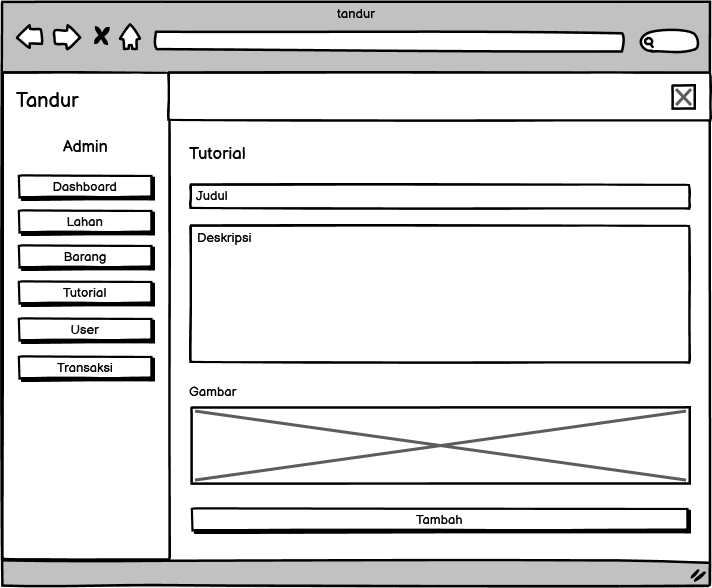 tandur
Tandur
Admin
Dashboard
Lahan
Barang
Tutorial
User
Transaksi
Tutorial
Judul
Deskripsi
Gambar
Tambah